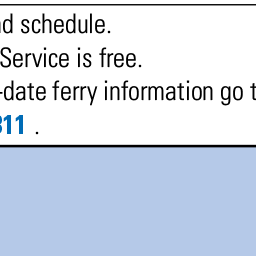 nd schedule.
Service is free.
-date ferry information go t
311 .